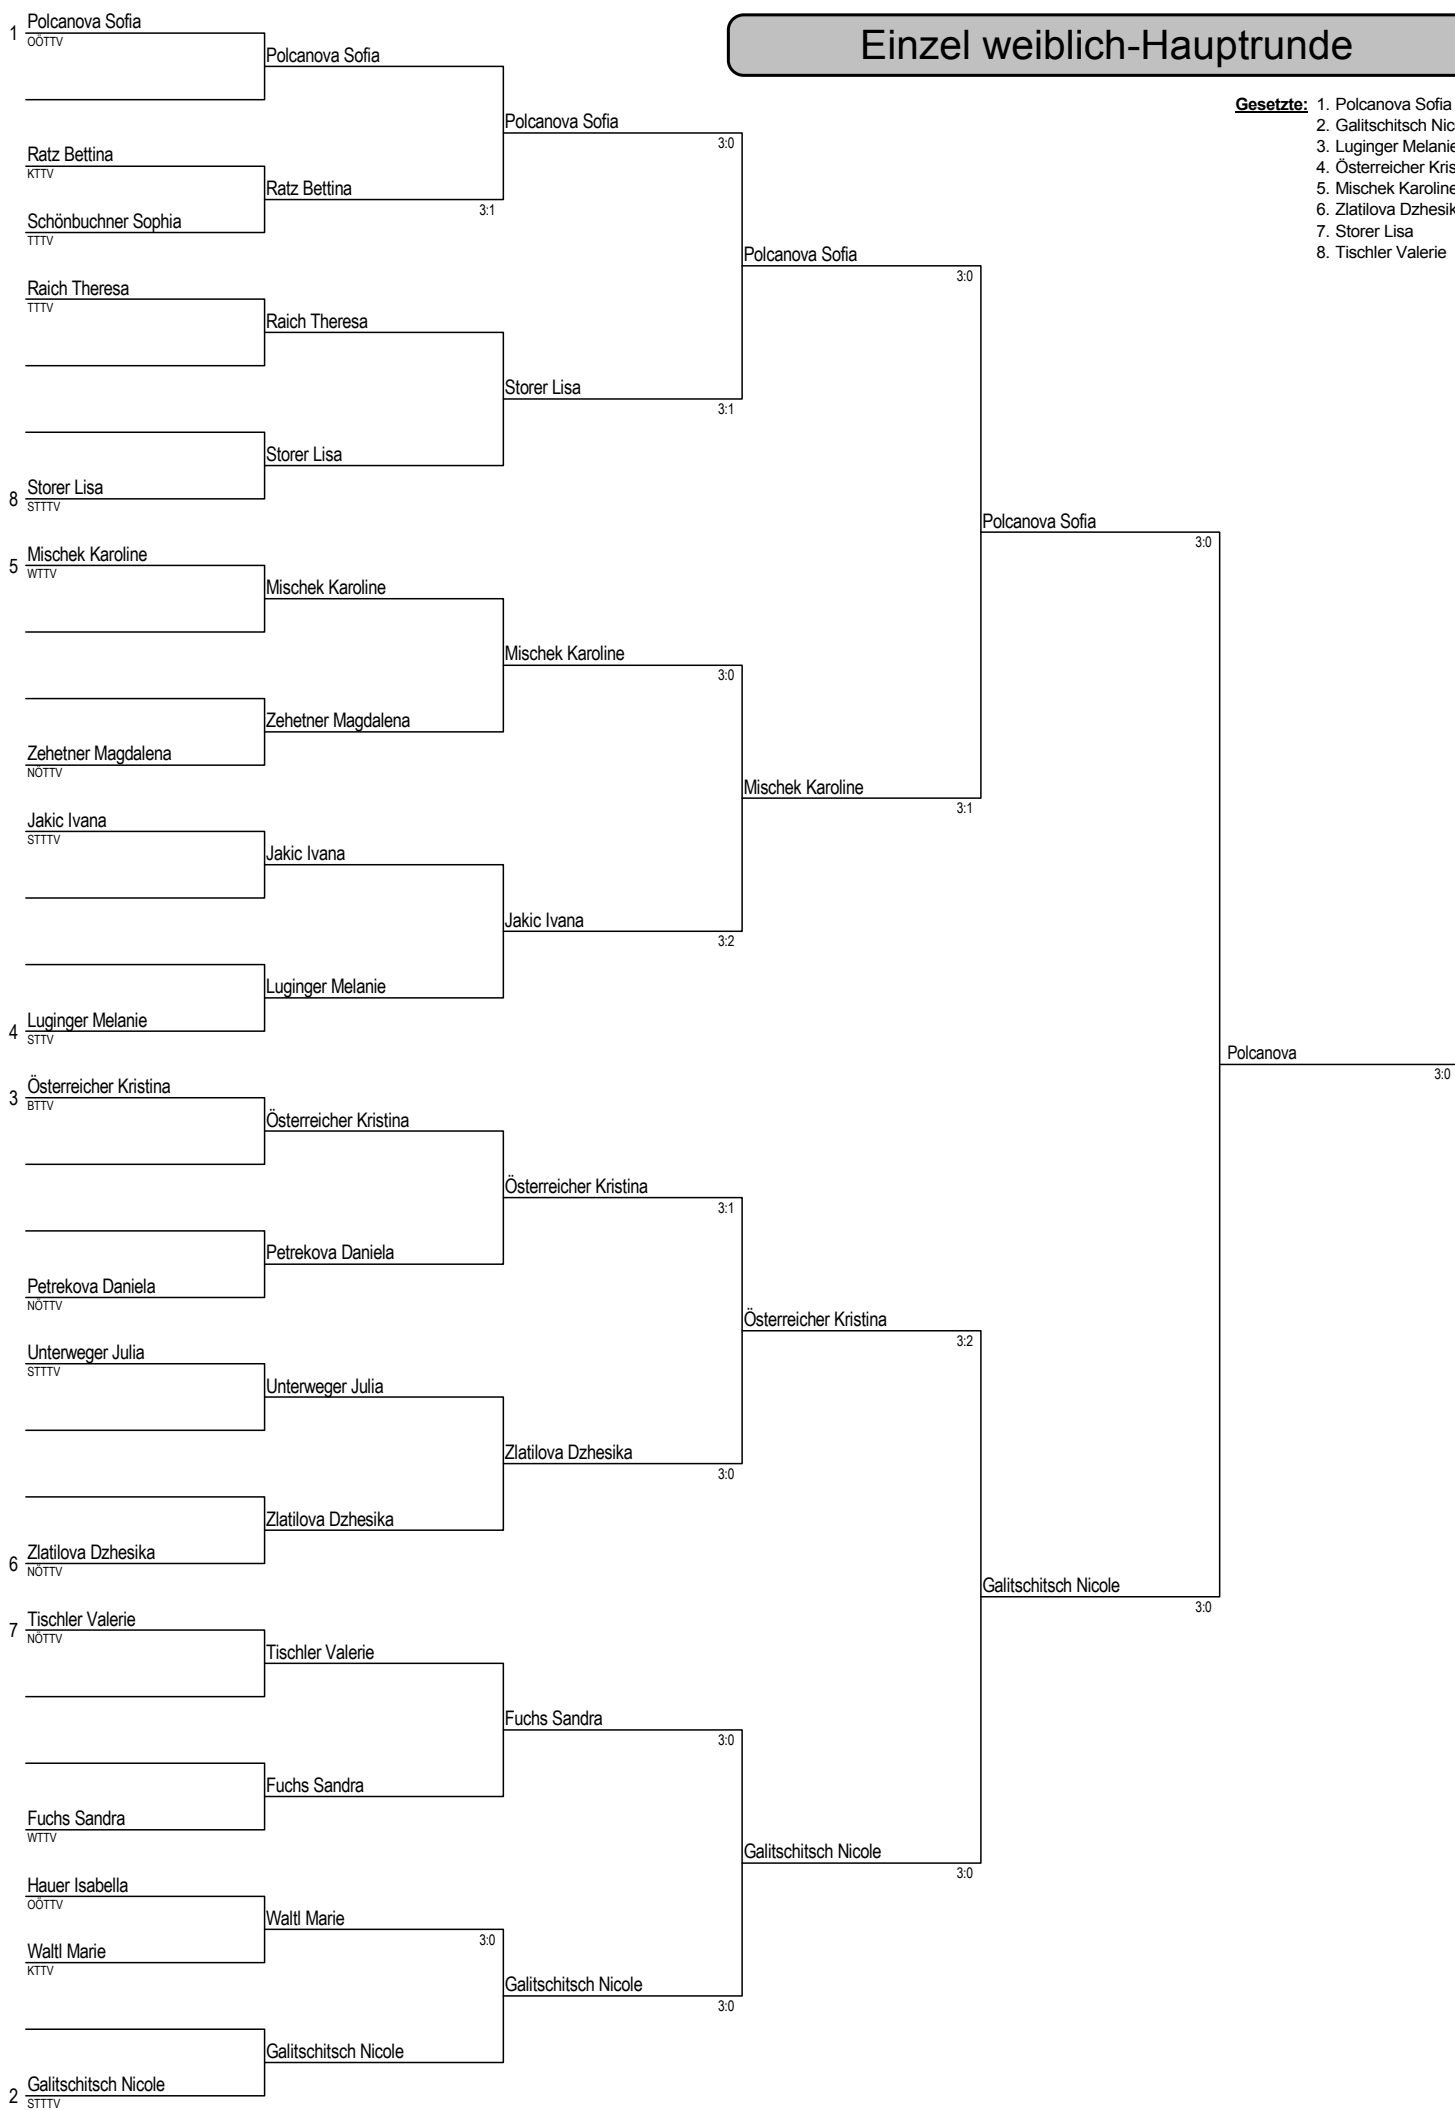 Einzel weiblich-Hauptrunde
Gesetzte: 1. Polcanova Sofia
2. Galitschitsch Nic
3. Luginger Melanie
4. Österreicher Kris
5. Mischek Karoline
6. Zlatilova Dzhesik
7. Storer Lisa
8. Tischler Valerie
1 Polcanova Sofia
OÖTTV
Polcanova Sofia
Polcanova Sofia
3:0
Ratz Bettina
KTTV
Ratz Bettina
3:1
Schönbuchner Sophia
TTTV
Polcanova Sofia
3:0
Raich Theresa
TTTV
Raich Theresa
Storer Lisa
3:1
Storer Lisa
8 Storer Lisa
STTTV
Polcanova Sofia
3:0
5 Mischek Karoline
WTTV
Mischek Karoline
Mischek Karoline
3:0
Zehetner Magdalena
Zehetner Magdalena
NÖTTV
Mischek Karoline
3:1
Jakic Ivana
STTTV
Jakic Ivana
Jakic Ivana
3:2
Luginger Melanie
4 Luginger Melanie
STTV
Polcanova
3:0
3 Österreicher Kristina
BTTV
Österreicher Kristina
Österreicher Kristina
3:1
Petrekova Daniela
Petrekova Daniela
NÖTTV
Österreicher Kristina
3:2
Unterweger Julia
STTTV
Unterweger Julia
Zlatilova Dzhesika
3:0
Zlatilova Dzhesika
6 Zlatilova Dzhesika
NÖTTV
Galitschitsch Nicole
3:0
7 Tischler Valerie
NÖTTV
Tischler Valerie
Fuchs Sandra
3:0
Fuchs Sandra
Fuchs Sandra
WTTV
Galitschitsch Nicole
3:0
Hauer Isabella
OÖTTV
Waltl Marie
3:0
Waltl Marie
KTTV
Galitschitsch Nicole
3:0
Galitschitsch Nicole
2 Galitschitsch Nicole
STTTV